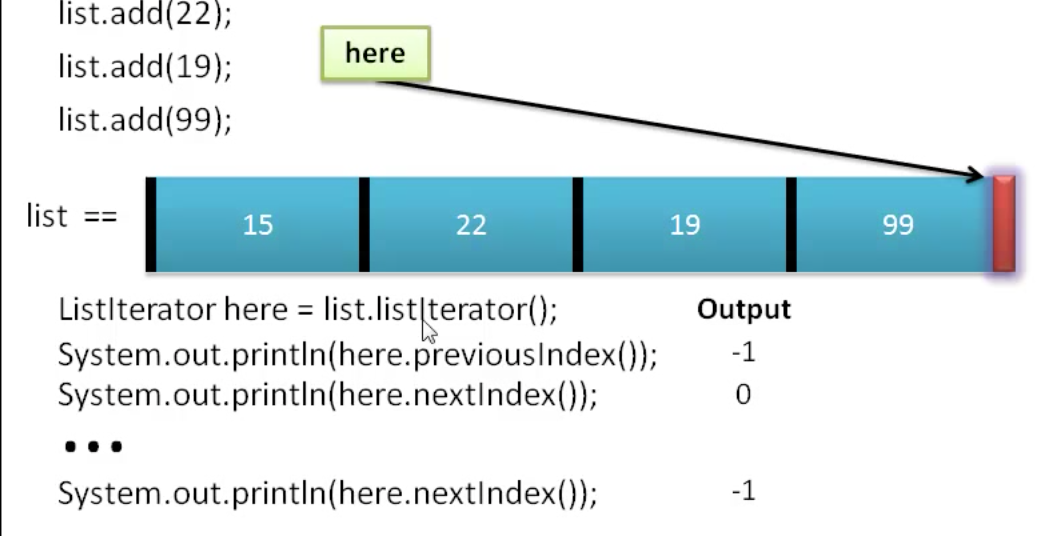 list.add(22);
here
list.add(19);
list.add(99);
list ==
15 22 19 99
ListIterator here = list.listIterator();
Output
System.out.println(here.previousIndex()); -1
System.out.println(here.nextIndex()); 0
...
System.out.println(here.nextIndex()); -1